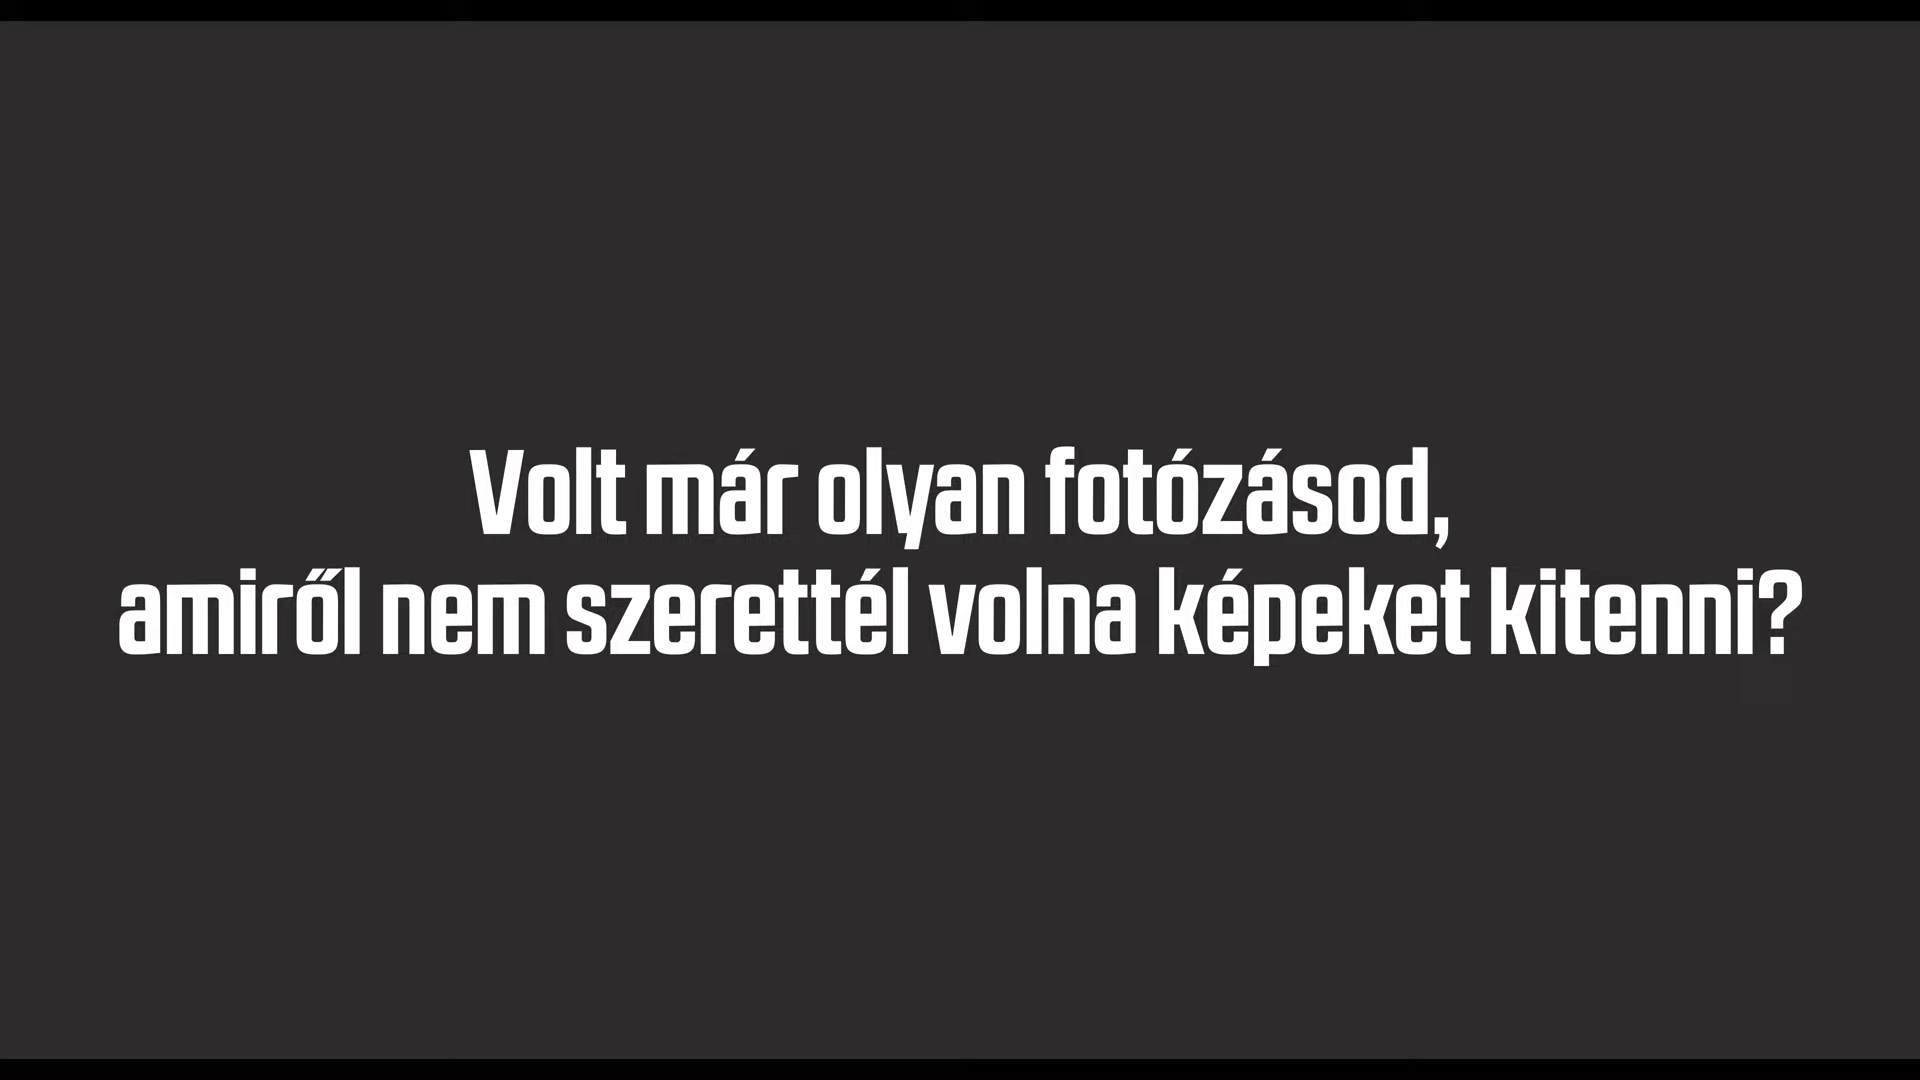 Volt már olyan fotózásod,
amiről nem szerettél volna képeket kitenni?